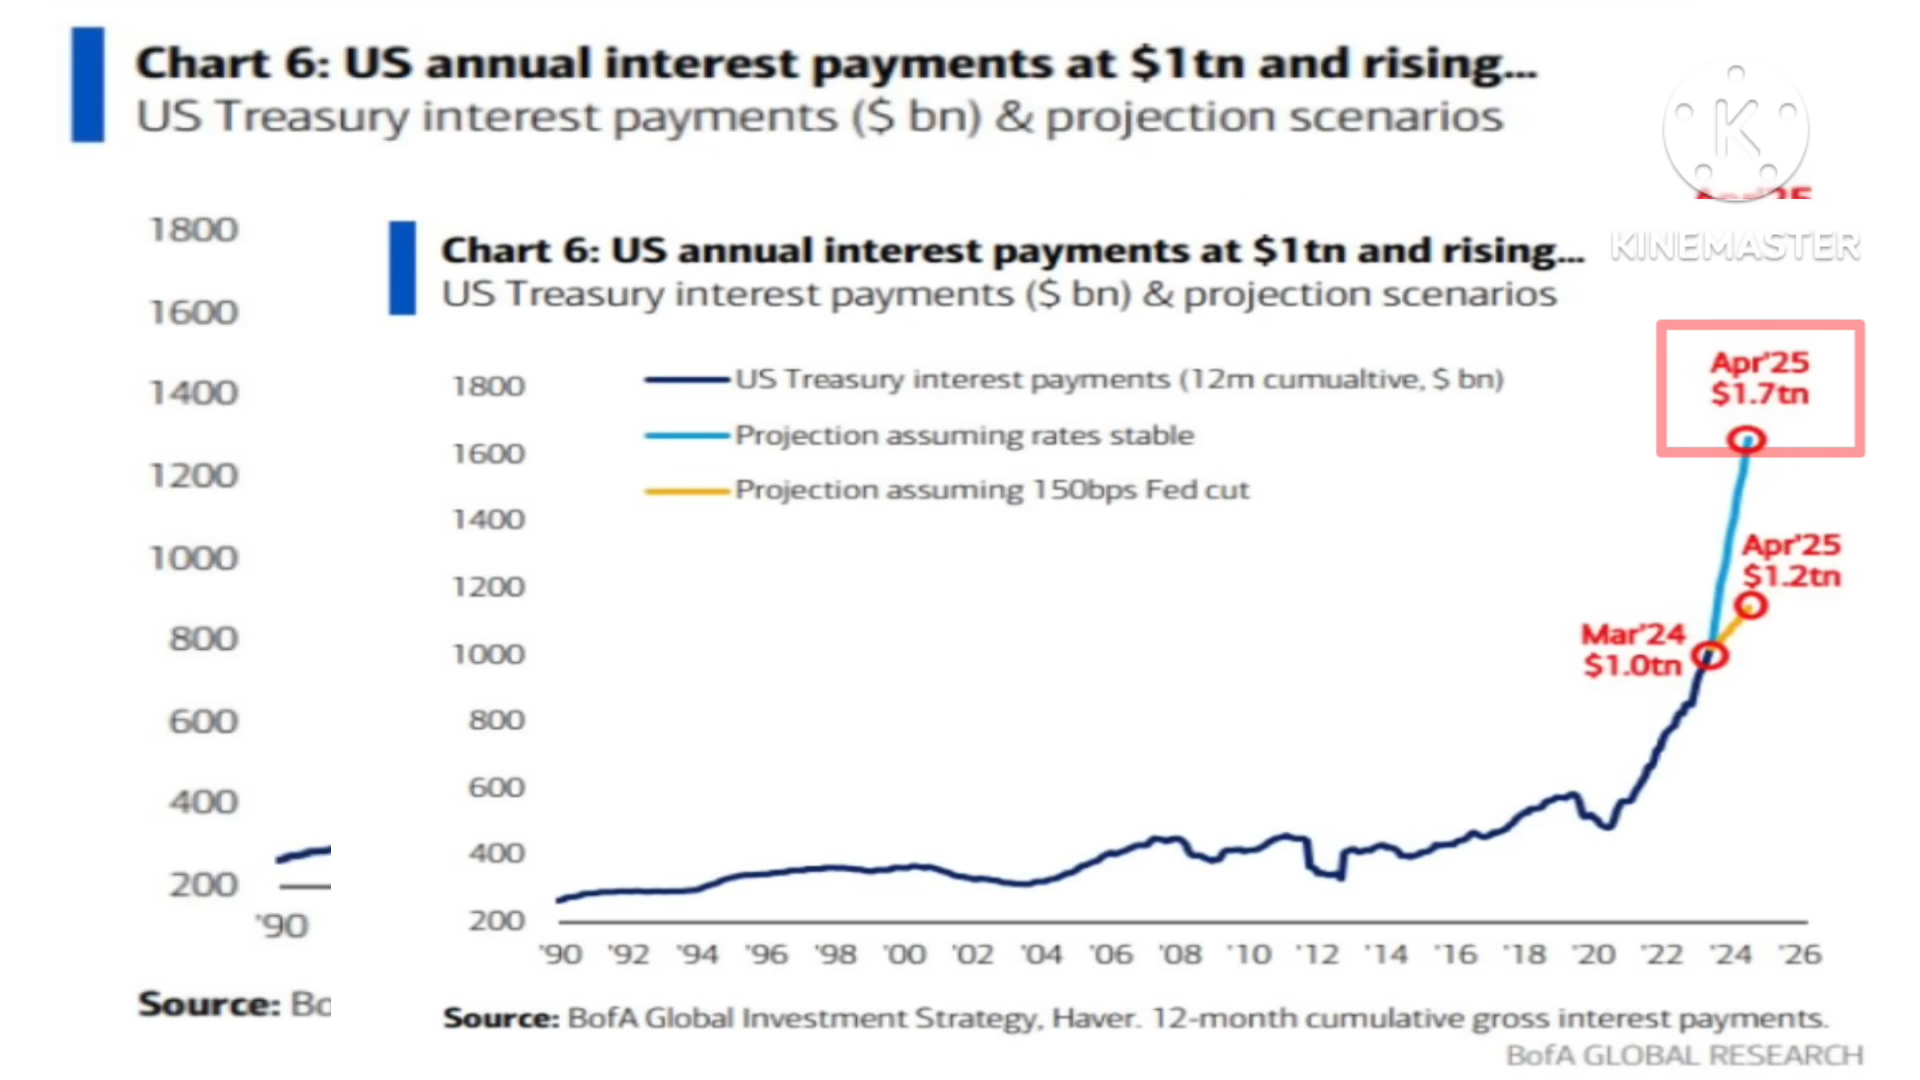 Chart 6: US annual interest payments at $1tn and rising...
US Treasury interest payments ($ bn) & projection scenarios
K
KINEMASTER
1800
1600
1400
1200
1000
800
600
400
200
'90
Source:
Chart 6: US annual interest payments at $1tn and rising...
US Treasury interest payments ($ bn) & projection scenarios
US Treasury interest payments (12m cumualtive, $ bn)
Projection assuming rates stable
Projection assuming 150bps Fed cut
1800
1600
1400
1200
1000
800
600
400
200
Apr'25
$1.7tn
Apr'25
$1.2tn
Mar'24
$1.0tn
'90 '92 '94 '96 '98 '00 '02 '04 '06 '08 '10 '12 '14 '16 '18 '20 '22 '24 '26
Source: BofA Global Investment Strategy, Haver. 12-month cumulative gross interest payments.
BofA GLOBAL RESEARCH